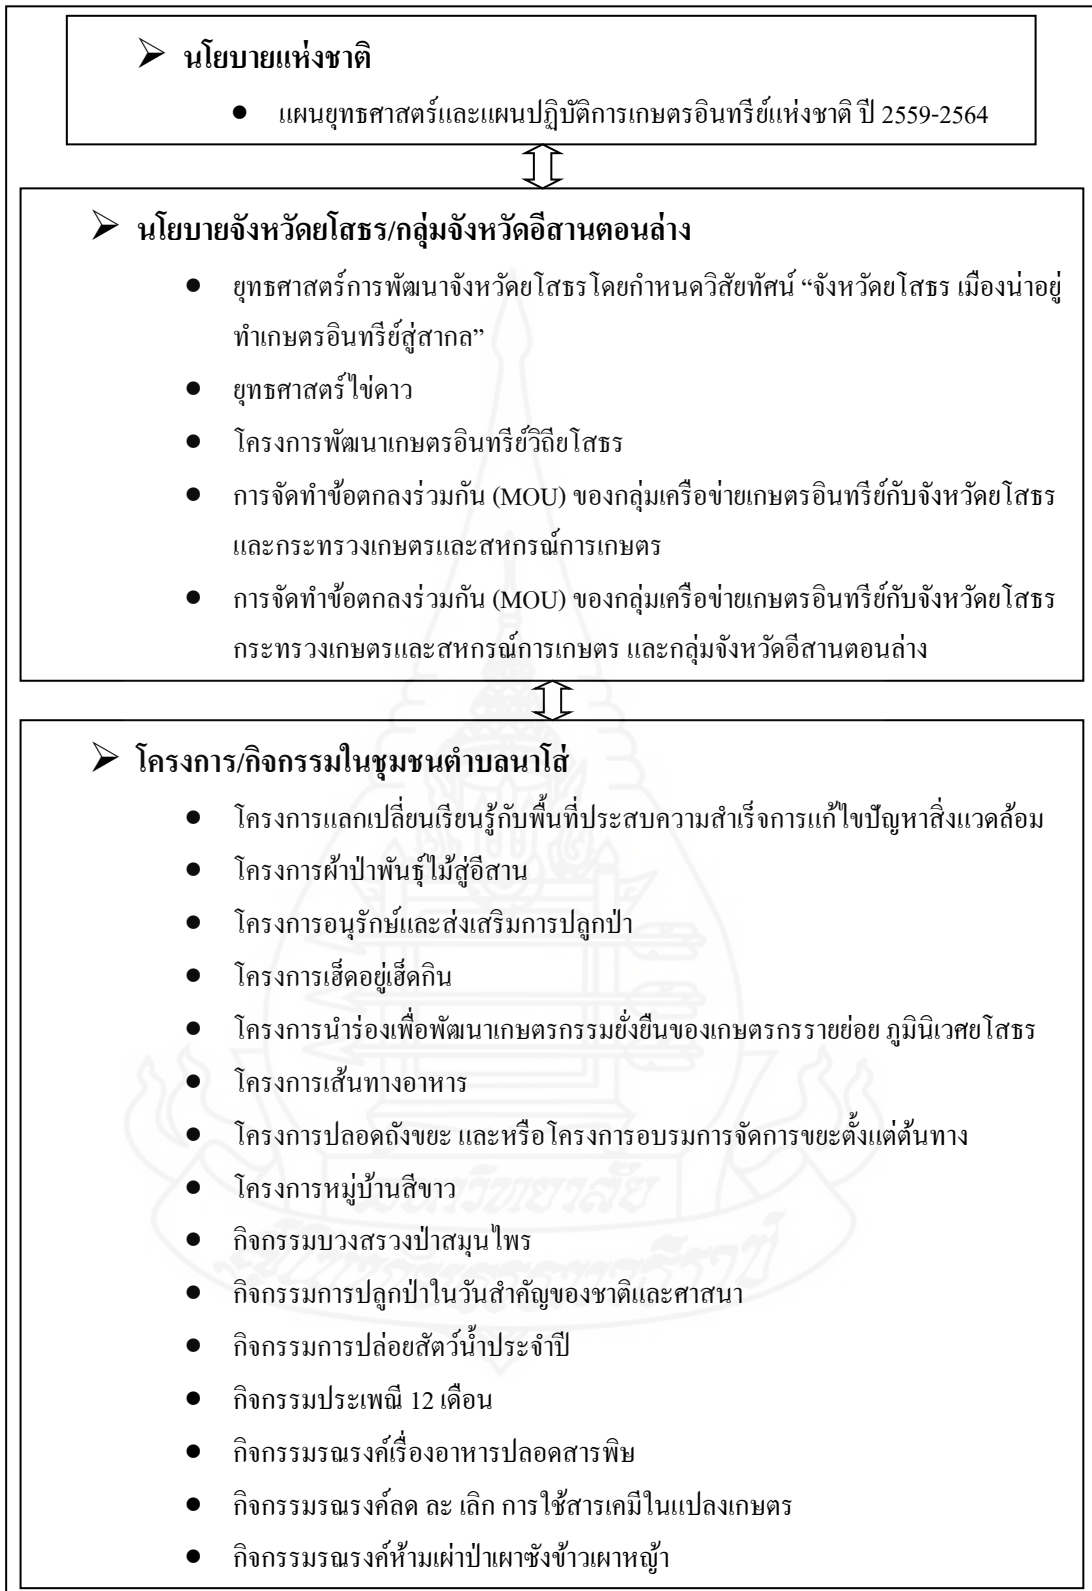 ➢ นโยบายแห่งชาติ
● แผนยุทธศาสตร์และแผนปฏิบัติการเกษตรอินทรีย์แห่งชาติ ปี 2559-2564
➢ นโยบายจังหวัดยโสธร/กลุ่มจังหวัดอีสานตอนล่าง
● ยุทธศาสตร์การพัฒนาจังหวัดยโสธรโดยกำหนดวิสัยทัศน์ “จังหวัดยโสธร เมืองน่าอยู่
ทำเกษตรอินทรีย์สู่สากล”
● ยุทธศาสตร์ไข่ดาว
● โครงการพัฒนาเกษตรอินทรีย์วิถียโสธร
● การจัดทำข้อตกลงร่วมกัน (MOU) ของกลุ่มเครือข่ายเกษตรอินทรีย์กับจังหวัดยโสธร
และกระทรวงเกษตรและสหกรณ์การเกษตร
● การจัดทำข้อตกลงร่วมกัน (MOU) ของกลุ่มเครือข่ายเกษตรอินทรีย์กับจังหวัดยโสธร
กระทรวงเกษตรและสหกรณ์การเกษตร และกลุ่มจังหวัดอีสานตอนล่าง
➢ โครงการ/กิจกรรมในชุมชนตำบลนาโส่
● โครงการแลกเปลี่ยนเรียนรู้กับพื้นที่ประสบความสำเร็จการแก้ไขปัญหาสิ่งแวดล้อม
● โครงการผ้าป่าพันธุ์ไม้สู่อีสาน
● โครงการอนุรักษ์และส่งเสริมการปลูกป่า
● โครงการเฮ็ดอยู่เฮ็ดกิน
● โครงการนำร่องเพื่อพัฒนาเกษตรกรรมยั่งยืนของเกษตรกรรายย่อย ภูมินิเวศยโสธร
● โครงการเส้นทางอาหาร
● โครงการปลอดถังขยะ และหรือโครงการอบรมการจัดการขยะตั้งแต่ต้นทาง
● โครงการหมู่บ้านสีขาว
● กิจกรรมบวงสรวงป่าสมุนไพร
● กิจกรรมการปลูกป่าในวันสำคัญของชาติและศาสนา
● กิจกรรมการปล่อยสัตว์น้ำประจำปี
● กิจกรรมประเพณี 12 เดือน
● กิจกรรมรณรงค์เรื่องอาหารปลอดสารพิษ
● กิจกรรมรณรงค์ลด ละ เลิก การใช้สารเคมีในแปลงเกษตร
● กิจกรรมรณรงค์ห้ามเผ่าป่าเผาซังข้าวเผาหญ้า
มหาวิทยาลัย
สุโขทัยธรรมาธิราช